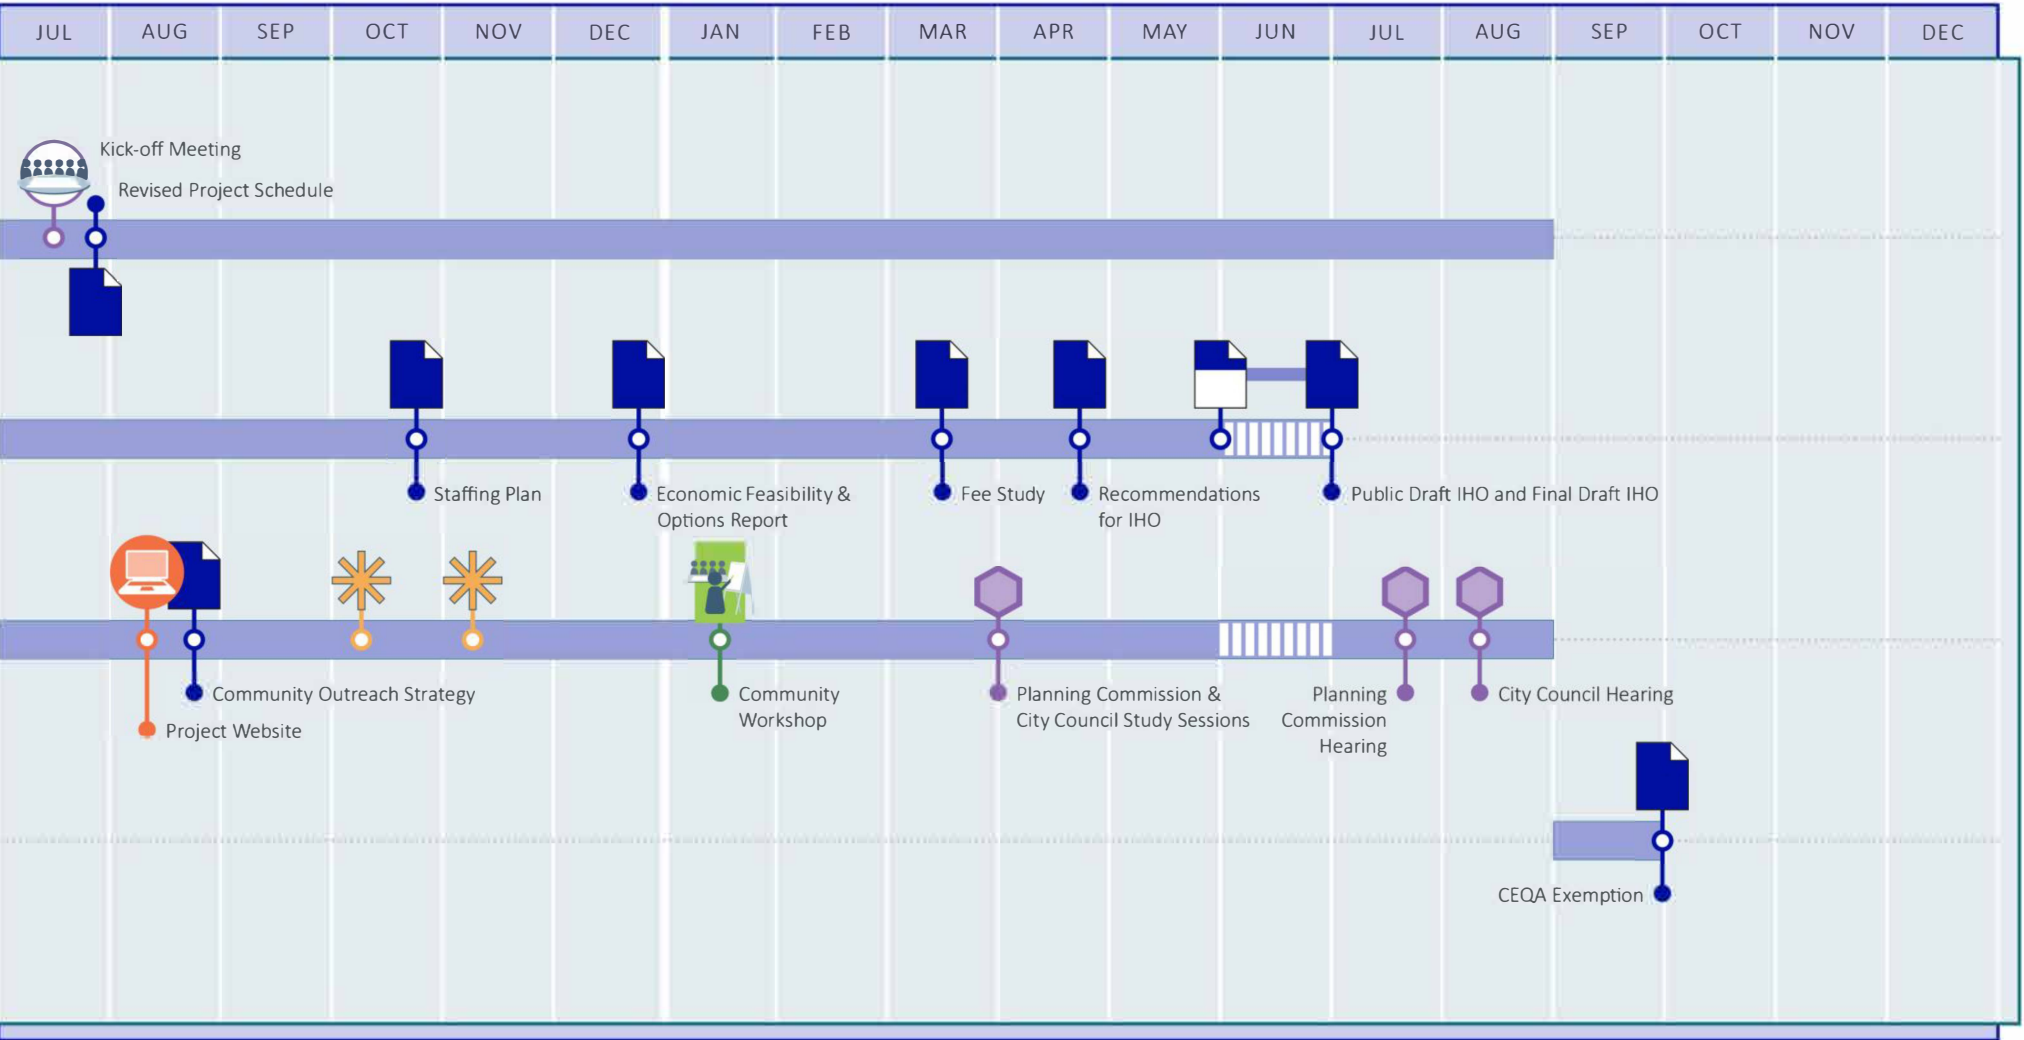 JUL AUG SEP OCT NOV DEC JAN FEB MAR APR MAY JUN JUL AUG SEP OCT NOV DEC
Kick-off Meeting
Revised Project Schedule
Staffing Plan
Economic Feasibility &
Options Report
Fee Study
Recommendations
for IHO
Public Draft IHO and Final Draft IHO
Community Outreach Strategy
Project Website
Community
Workshop
Planning Commission &
City Council Study Sessions
Planning
Commission
Hearing
City Council Hearing
CEQA Exemption